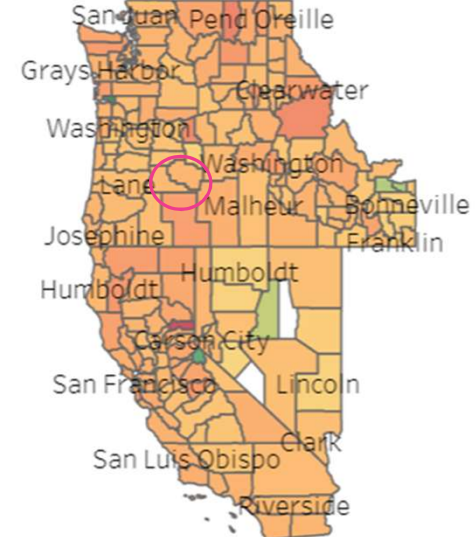 San Juan Pend Oreille
Grays Harbor
Clearwater
Washington
Washington
Lane
Malheur
Bonneville
Josephine
Franklin
Humboldt
Humboldt
Carson City
San Francisco
Lincoln
Clark
San Luis Obispo
Riverside